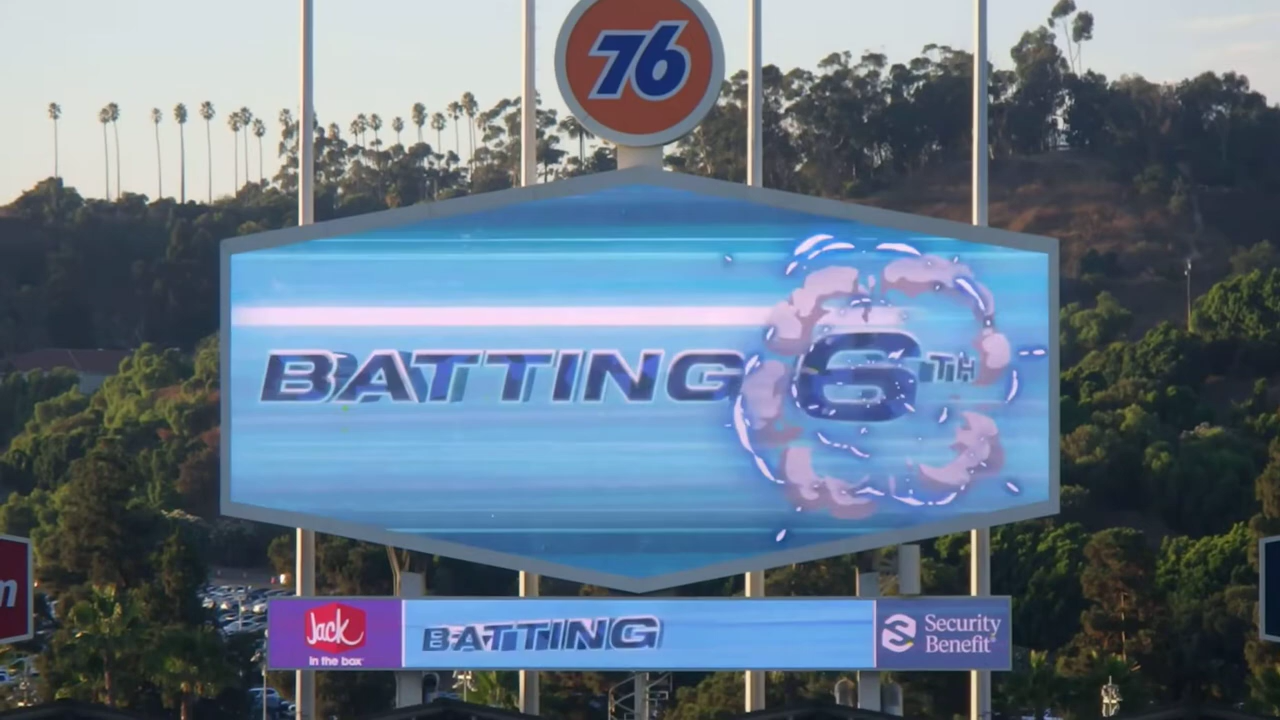 76
BATTING 6TH
Jack
in the box
BATTING
Security
Benefit
m